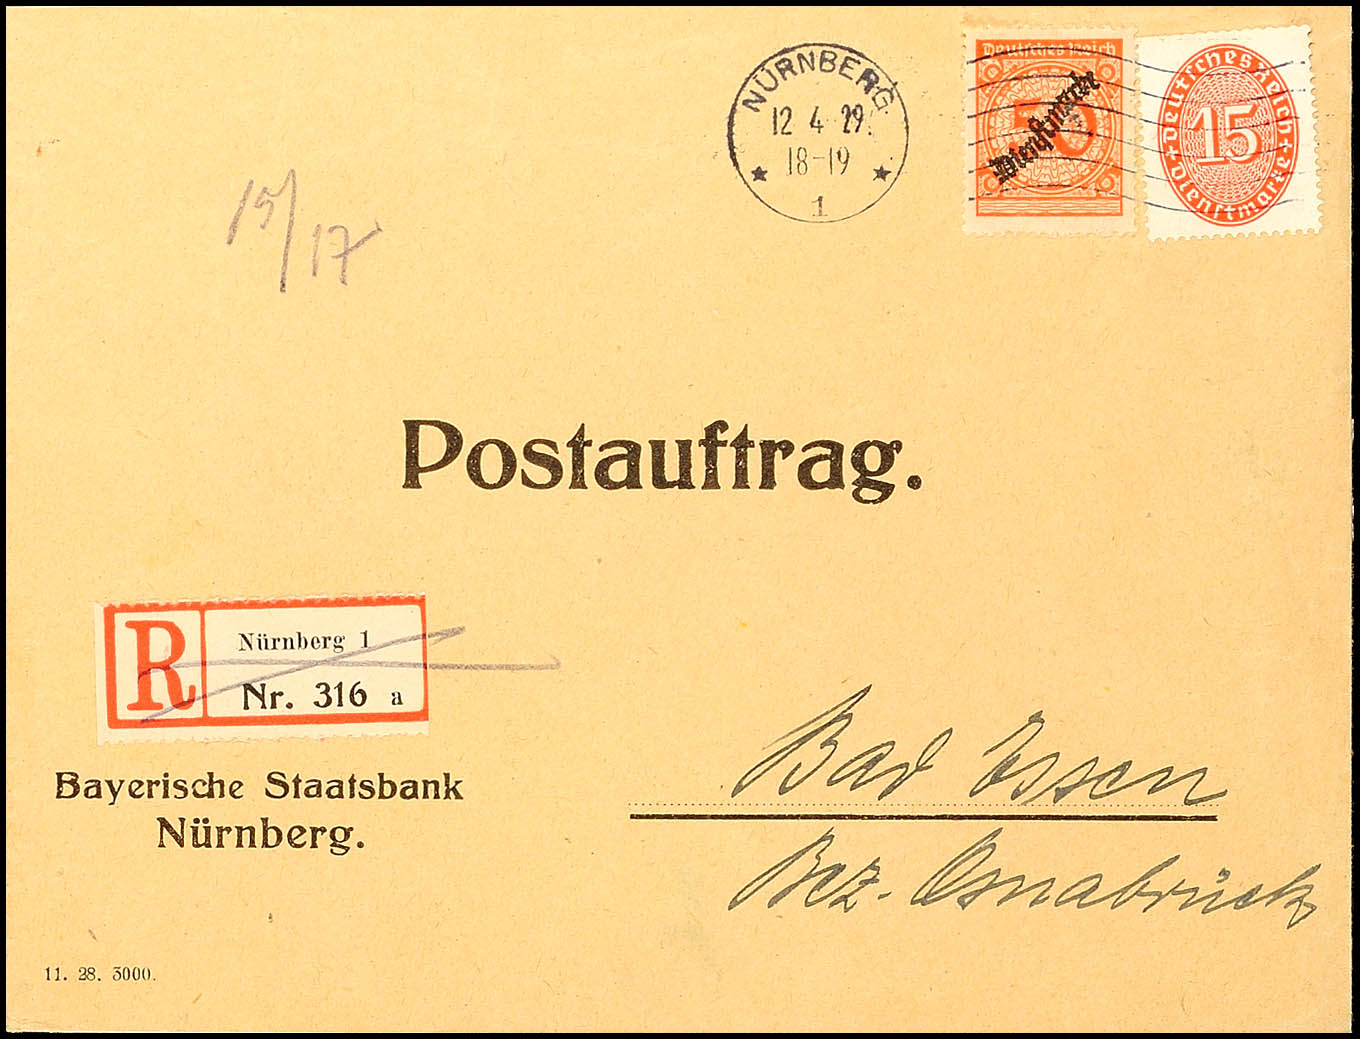 NÜRNBERG
12 4 29.
18-19
1
Deutsches Reich
50
Dienstmarke
Deutsches Reich
15
Dienstmarke
15/17
Postauftrag.
R
Nürnberg 1
Nr. 316 a
Bayerische Staatsbank
Nürnberg.
Bad Essen
Bez. Osnabrück
11. 28. 3000.